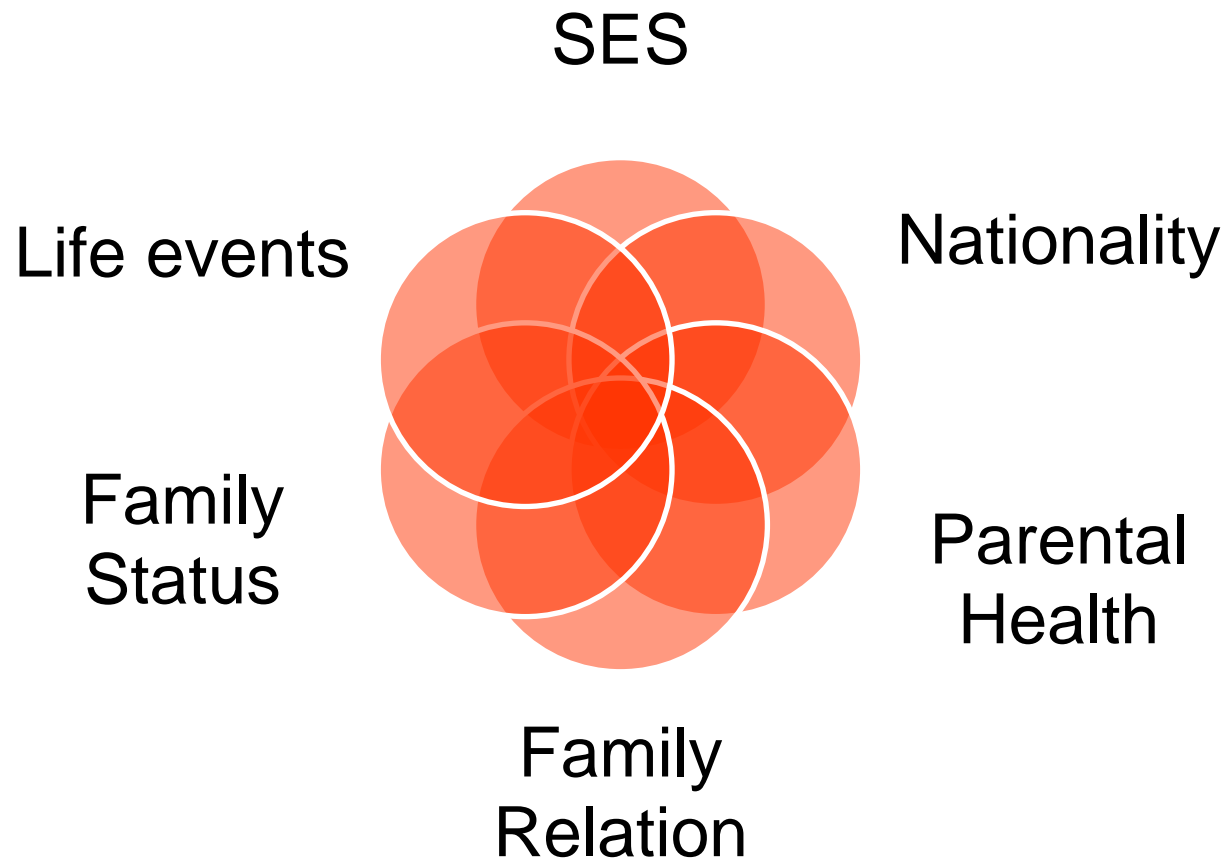 SES
Nationality
Parental
Health
Family
Relation
Family
Status
Life events